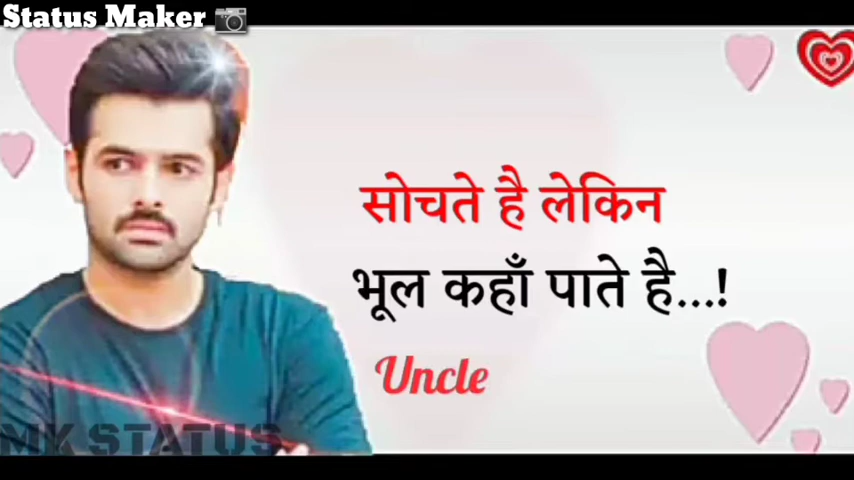 Status Maker
सोचते है लेकिन
भूल कहाँ पाते है...!
Uncle
MK STATUS